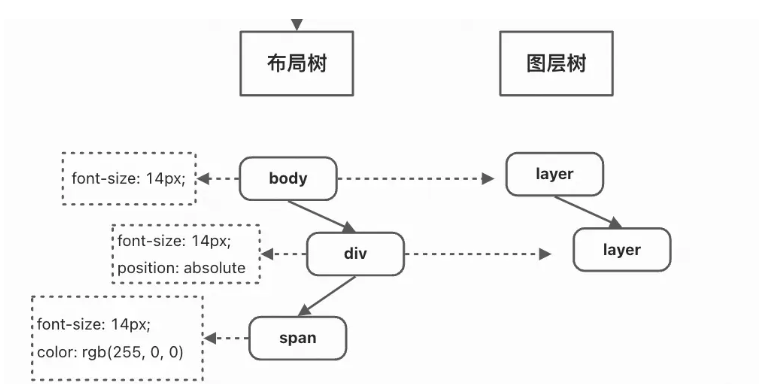 布局树
图层树
font-size: 14px;
body
layer
font-size: 14px;
position: absolute
div
layer
font-size: 14px;
color: rgb(255, 0, 0)
span